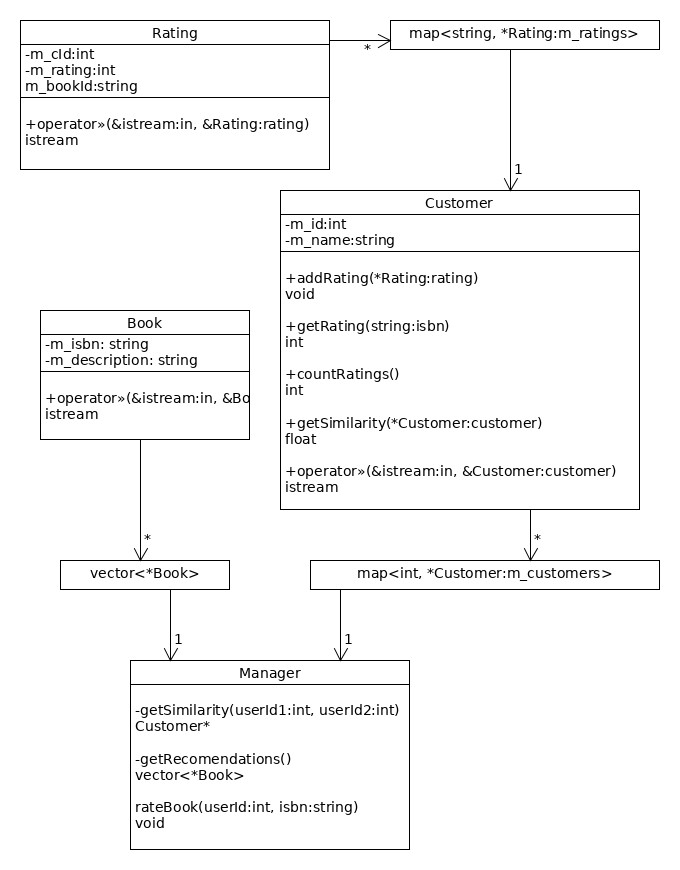 Rating
-m_cId:int
-m_rating:int
m_bookId:string
+operator»(&istream:in, &Rating:rating)
istream
*
map<string, *Rating:m_ratings>
1
Customer
-m_id:int
-m_name:string
+addRating(*Rating:rating)
void
+getRating(string:isbn)
int
+countRatings()
int
+getSimilarity(*Customer:customer)
float
+operator»(&istream:in, &Customer:customer)
istream
Book
-m_isbn: string
-m_description: string
+operator»(&istream:in, &Bo
istream
*
*
vector<*Book>
map<int, *Customer:m_customers>
1
1
Manager
-getSimilarity(userId1:int, userId2:int)
Customer*
-getRecomendations()
vector<*Book>
rateBook(userId:int, isbn:string)
void